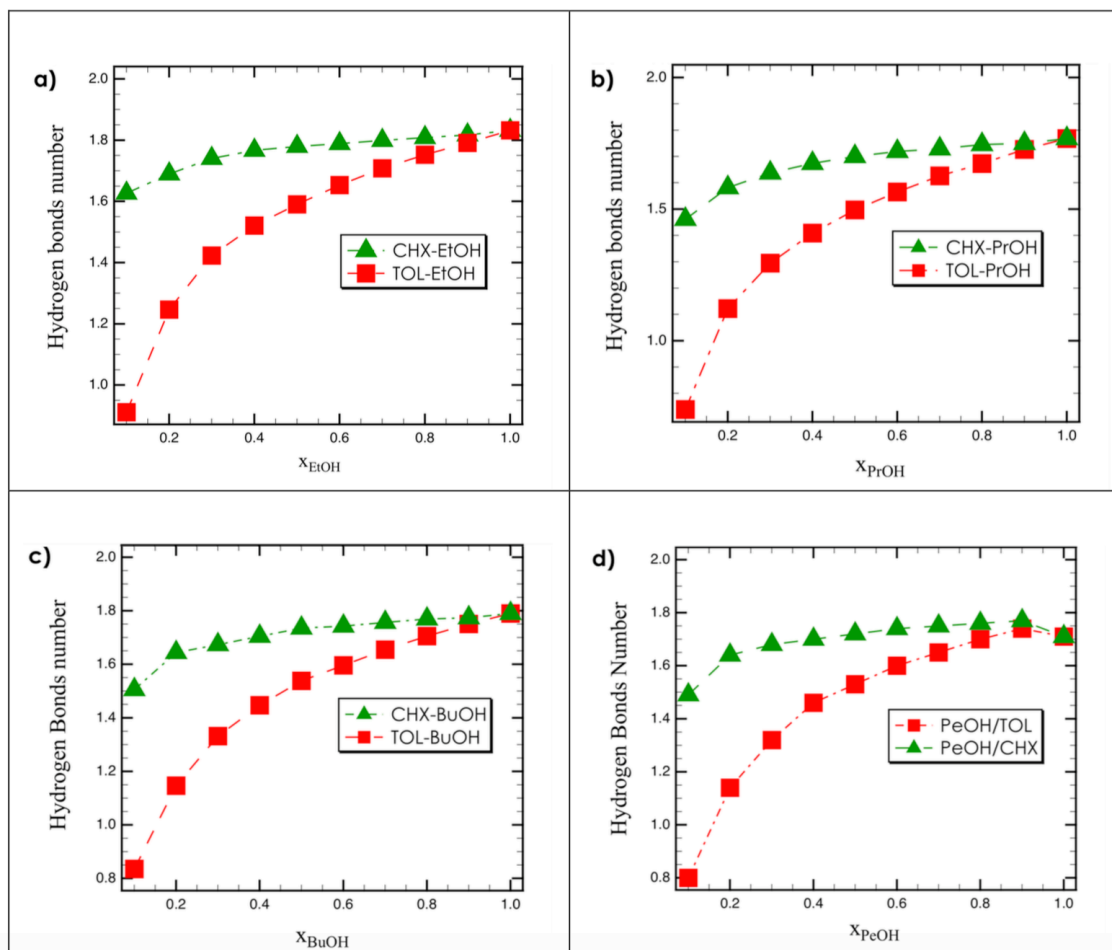 a)
Hydrogen bonds number
2.0
1.8
1.6
1.4
1.2
1.0
CHX-EtOH
TOL-EtOH
0.2
0.4
0.6
0.8
1.0
xEtOH
b)
Hydrogen bonds number
2.0
1.5
1.0
CHX-PrOH
TOL-PrOH
0.2
0.4
0.6
0.8
1.0
xPrOH
c)
Hydrogen Bonds number
2.0
1.8
1.6
1.4
1.2
1.0
0.8
CHX-BuOH
TOL-BuOH
0.2
0.4
0.6
0.8
1.0
xBuOH
d)
Hydrogen Bonds Number
2.0
1.8
1.6
1.4
1.2
1.0
0.8
PeOH/TOL
PeOH/CHX
0.2
0.4
0.6
0.8
1.0
xPeOH